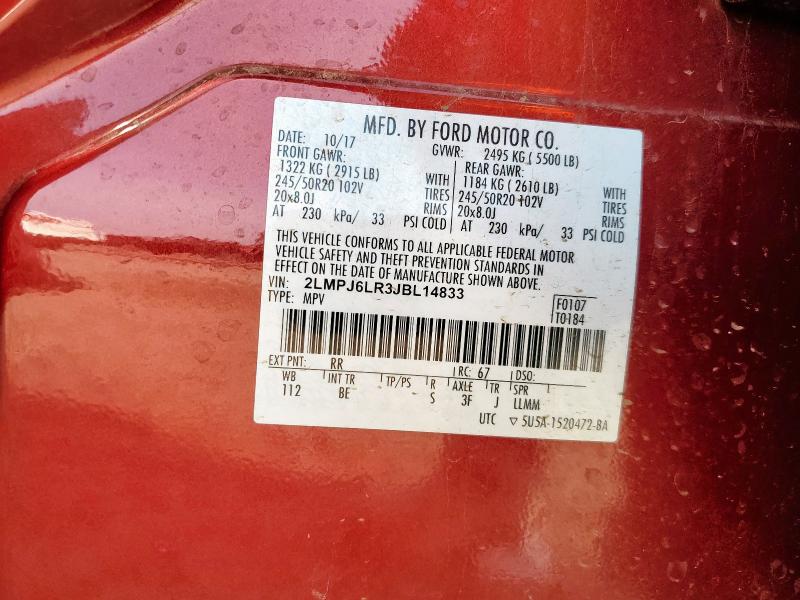 MFD. BY FORD MOTOR CO.
DATE: 10/17 GVWR: 2495 KG ( 5500 LB)
FRONT GAWR: REAR GAWR:
1322 KG ( 2915 LB) WITH 1184 KG ( 2610 LB) WITH
245/50R20 102V TIRES 245/50R20 102V TIRES
20x8.0J RIMS 20x8.0J RIMS
AT 230 kPa/ 33 PSI COLD AT 230 kPa/ 33 PSI COLD
THIS VEHICLE CONFORMS TO ALL APPLICABLE FEDERAL MOTOR
VEHICLE SAFETY AND THEFT PREVENTION STANDARDS IN
EFFECT ON THE DATE OF MANUFACTURE SHOWN ABOVE.
VIN: 2LMPJ6LR3JBL14833
TYPE: MPV
F0107
T0184
EXT PNT: RR RC: 67 DSO:
WB INT TR TP/PS R AXLE TR SPR
112 BE S 3F J LLMM
UTC ▽ 5U5A-1520472-BA